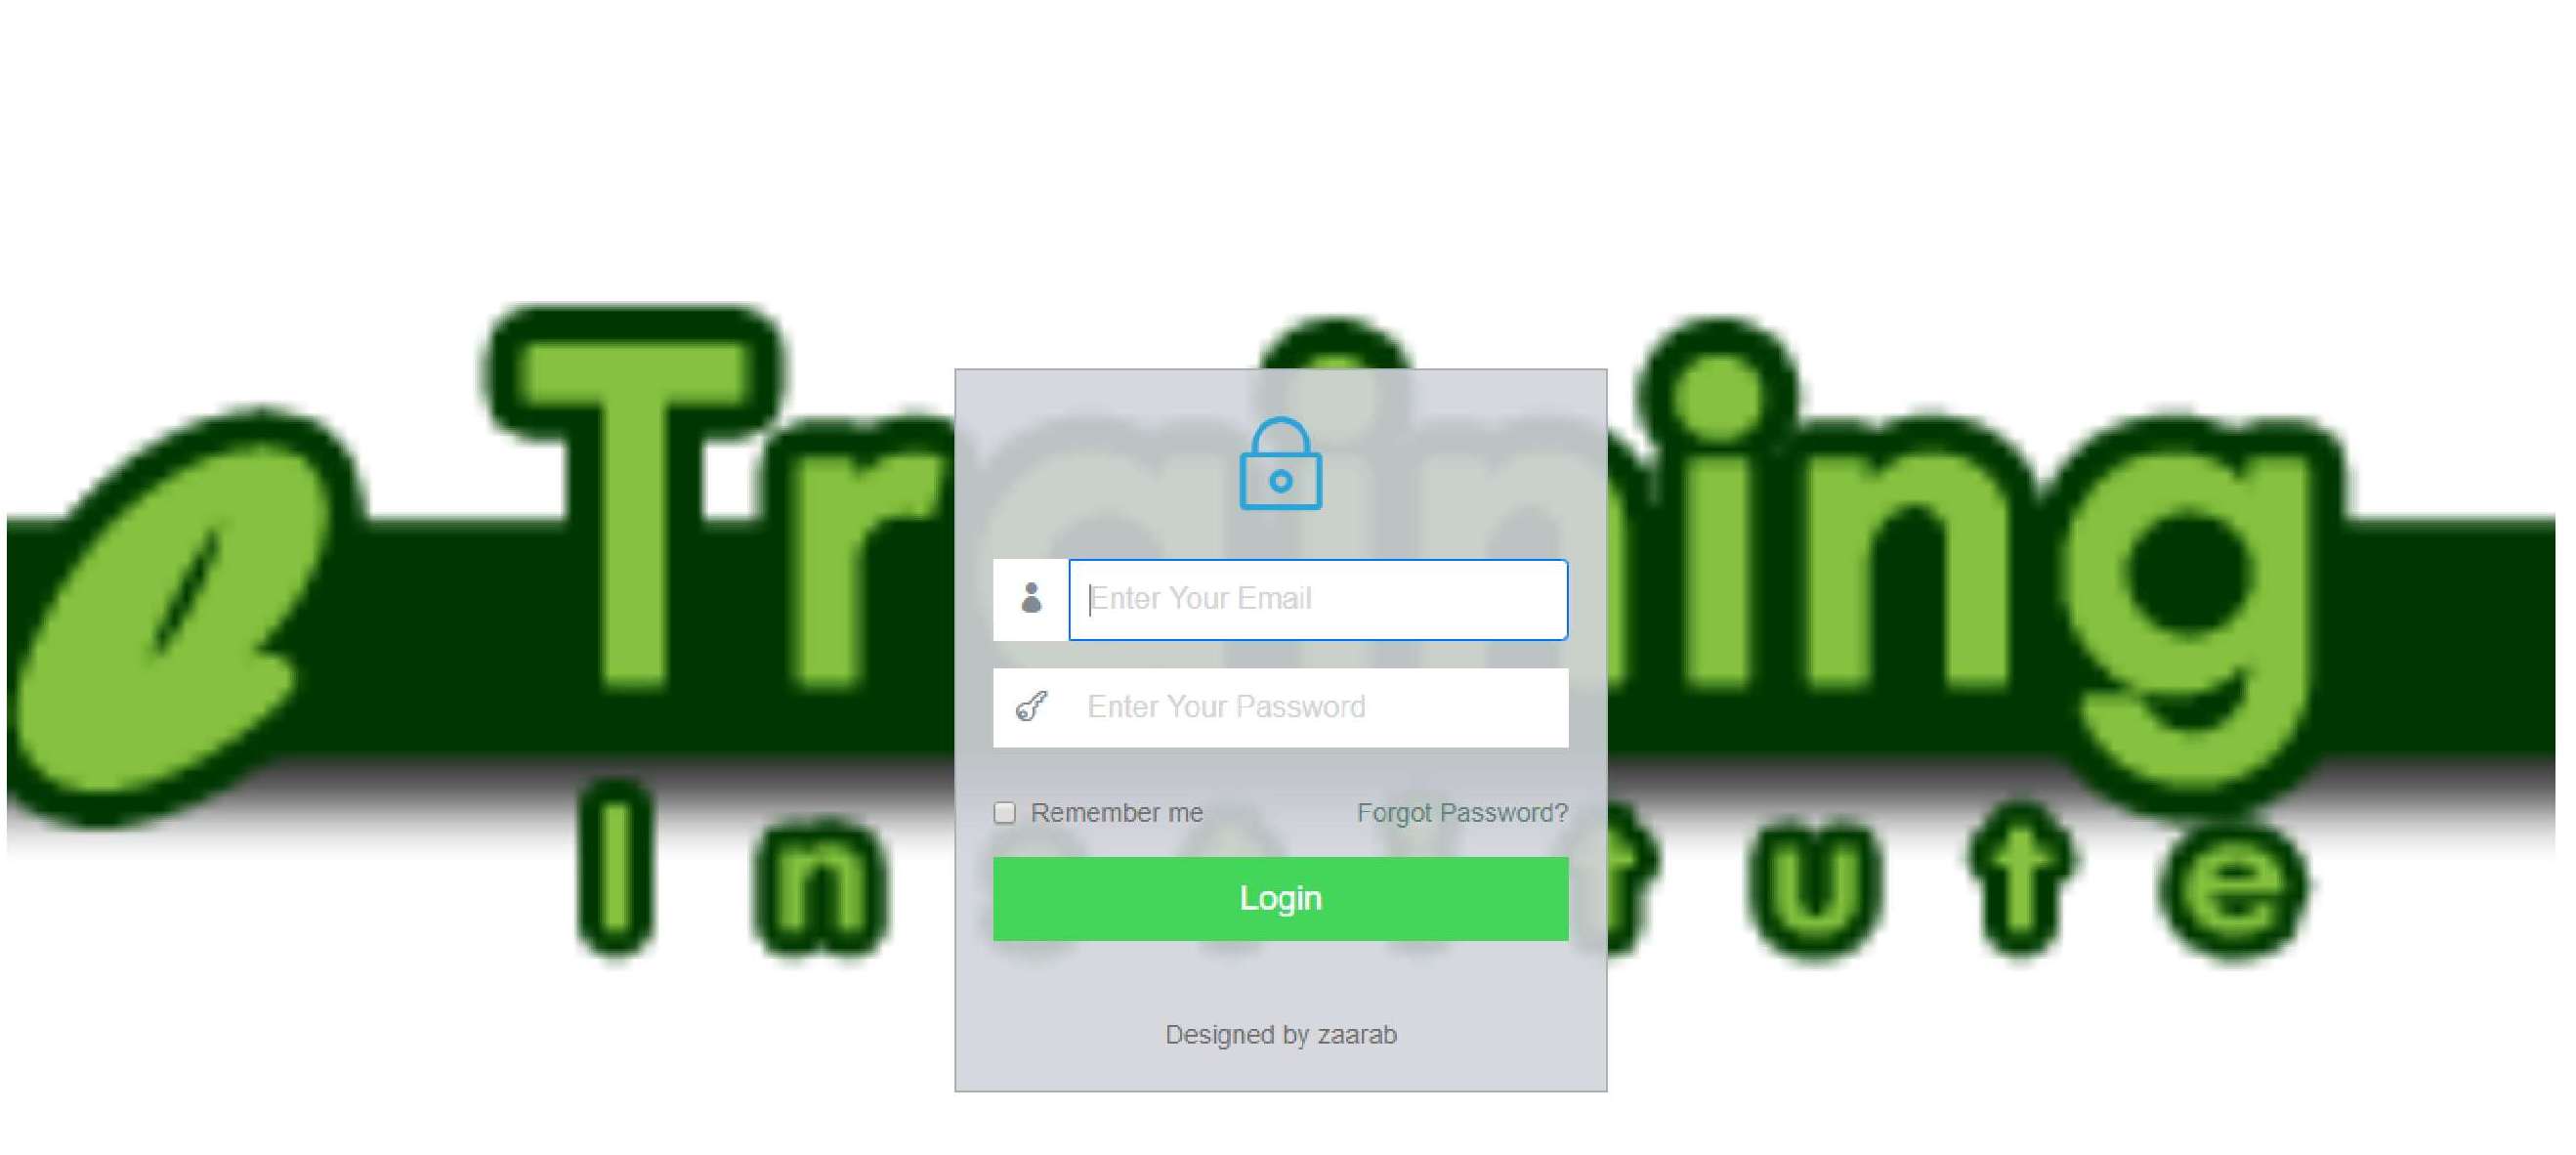 e Training
Institute
Enter Your Email
Enter Your Password
Remember me Forgot Password?
Login
Designed by zaarab